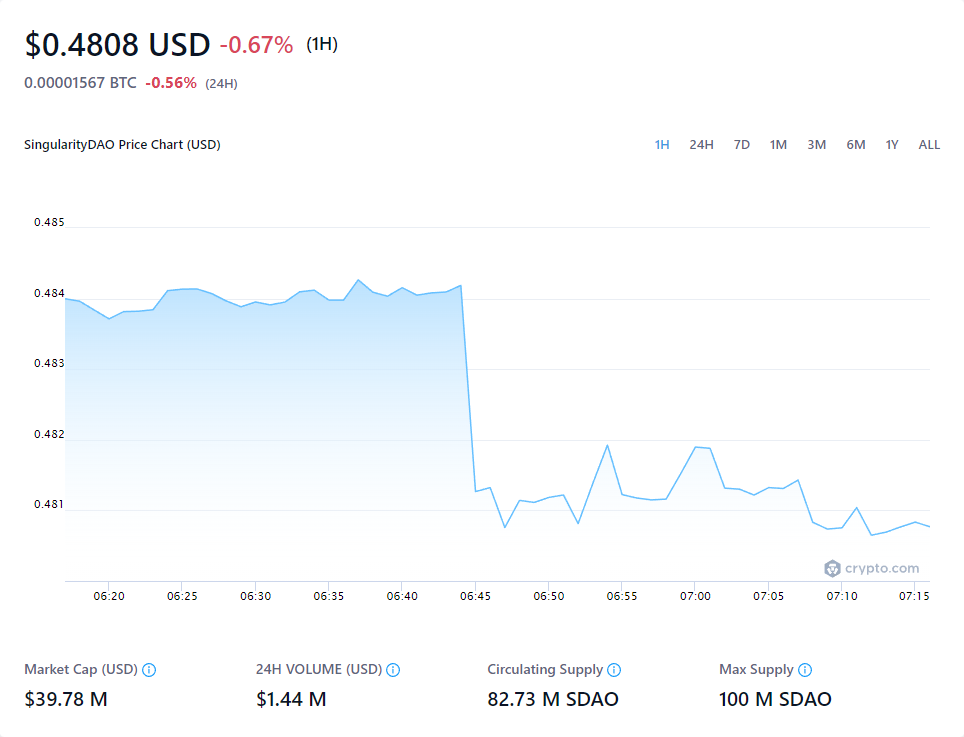 $0.4808 USD -0.67% (1H)
0.00001567 BTC -0.56% (24H)
SingularityDAO Price Chart (USD) 1H 24H 7D 1M 3M 6M 1Y ALL
0.485
0.484
0.483
0.482
0.481
crypto.com
06:20 06:25 06:30 06:35 06:40 06:45 06:50 06:55 07:00 07:05 07:10 07:15
Market Cap (USD) 24H VOLUME (USD) Circulating Supply Max Supply
$39.78 M $1.44 M 82.73 M SDAO 100 M SDAO